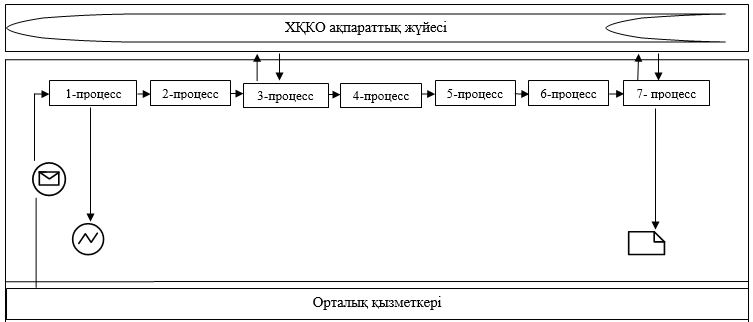 ХҚКО ақпараттық жүйесі
1-процесс 2-процесс 3-процесс 4-процесс 5-процесс 6-процесс 7- процесс
Орталық қызметкері